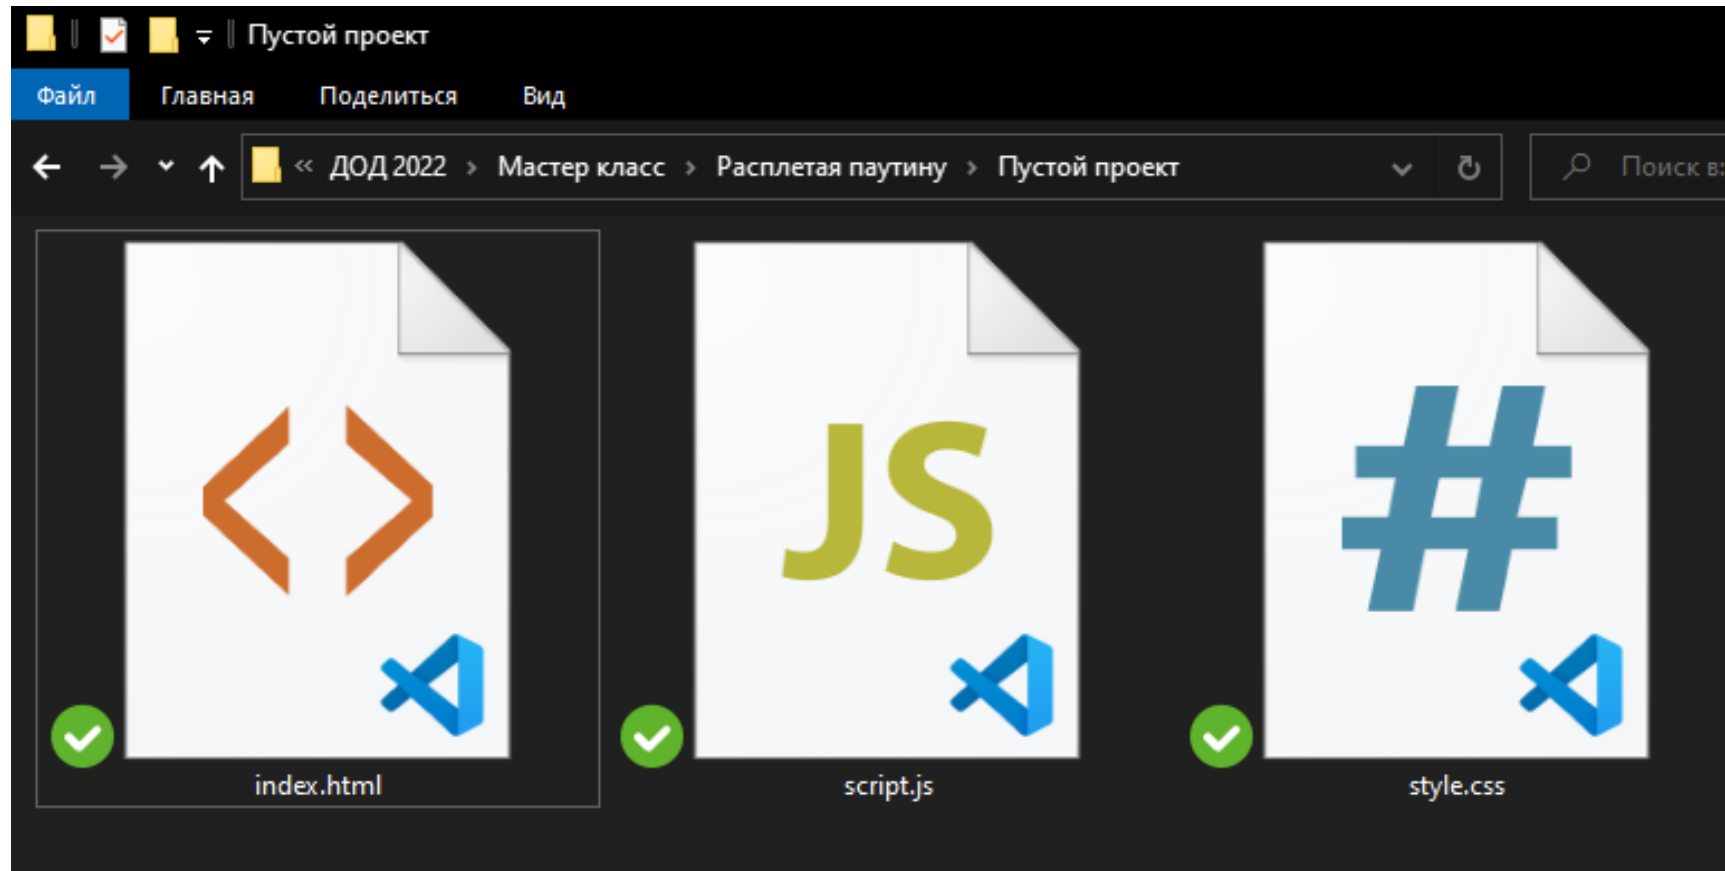 Пустой проект
Файл Главная Поделиться Вид
« ДОД 2022 › Мастер класс › Расплетая паутину › Пустой проект Поиск в:
<>
JS
#
index.html script.js style.css